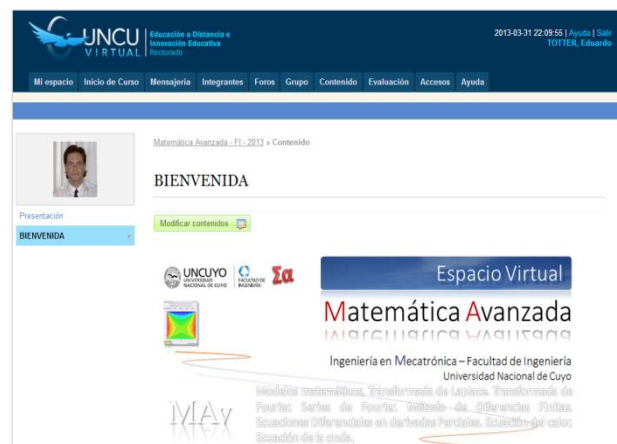 UNCU
VIRTUAL
Educación a Distancia e
Innovación Educativa
Rectorado
2013-03-31 22:09:55 | Ayuda | Salir
TOTTER, Eduardo
Mi espacio Inicio de Curso Mensajería Integrantes Foros Grupo Contenido Evaluación Accesos Ayuda
Matemática Avanzada - FI - 2013 » Contenido
BIENVENIDA
Presentación
BIENVENIDA
Modificar contenidos
UNCUYO
UNIVERSIDAD
NACIONAL DE CUYO
FACULTAD DE
INGENIERÍA
Σα
Espacio Virtual
Matemática Avanzada
Ingeniería en Mecatrónica – Facultad de Ingeniería
Universidad Nacional de Cuyo
MAv
Modelos matemáticos. Transformada de Laplace. Transformada de
Fourier. Series de Fourier. Método de Diferencias Finitas.
Ecuaciones Diferenciales en derivadas Parciales. Ecuación del calor.
Ecuación de la onda.